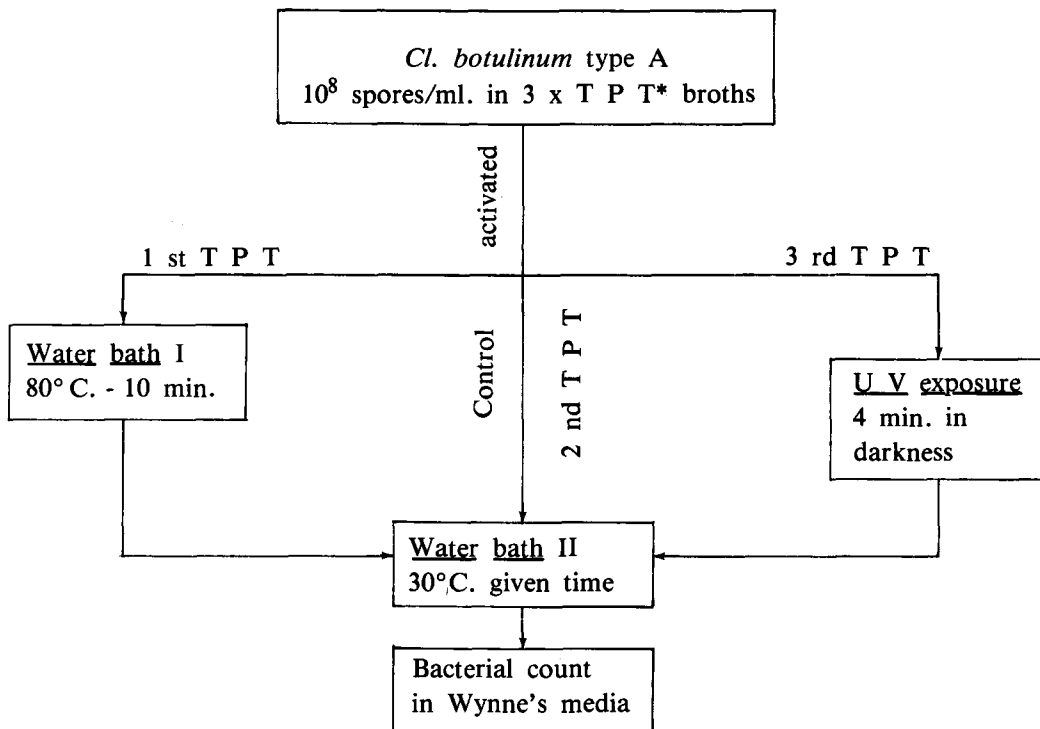 Cl. botulinum type A
10⁸ spores/ml. in 3 x T P T* broths
activated
1 st T P T
3 rd T P T
Control
2 nd T P T
Water bath I
80° C. - 10 min.
U V exposure
4 min. in
darkness
Water bath II
30°C. given time
Bacterial count
in Wynne's media